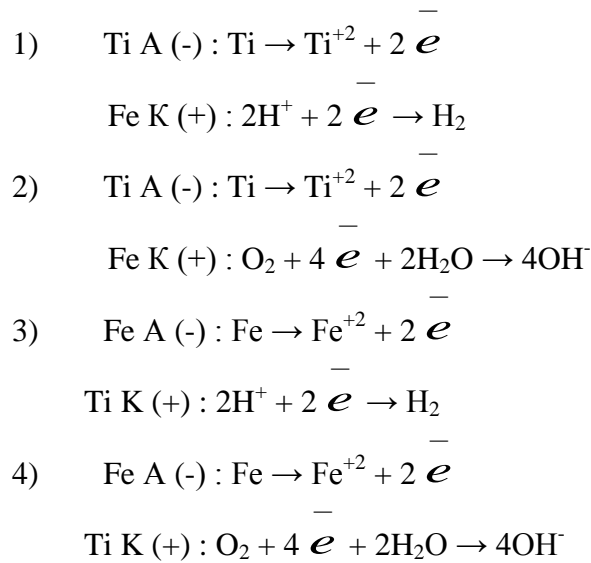 1) Ti A (-) : Ti → Ti⁺² + 2 e̅
Fe К (+) : 2H⁺ + 2 e̅ → H₂
2) Ti A (-) : Ti → Ti⁺² + 2 e̅
Fe К (+) : O₂ + 4 e̅ + 2H₂O → 4OH⁻
3) Fe A (-) : Fe → Fe⁺² + 2 e̅
Ti K (+) : 2H⁺ + 2 e̅ → H₂
4) Fe A (-) : Fe → Fe⁺² + 2 e̅
Ti K (+) : O₂ + 4 e̅ + 2H₂O → 4OH⁻